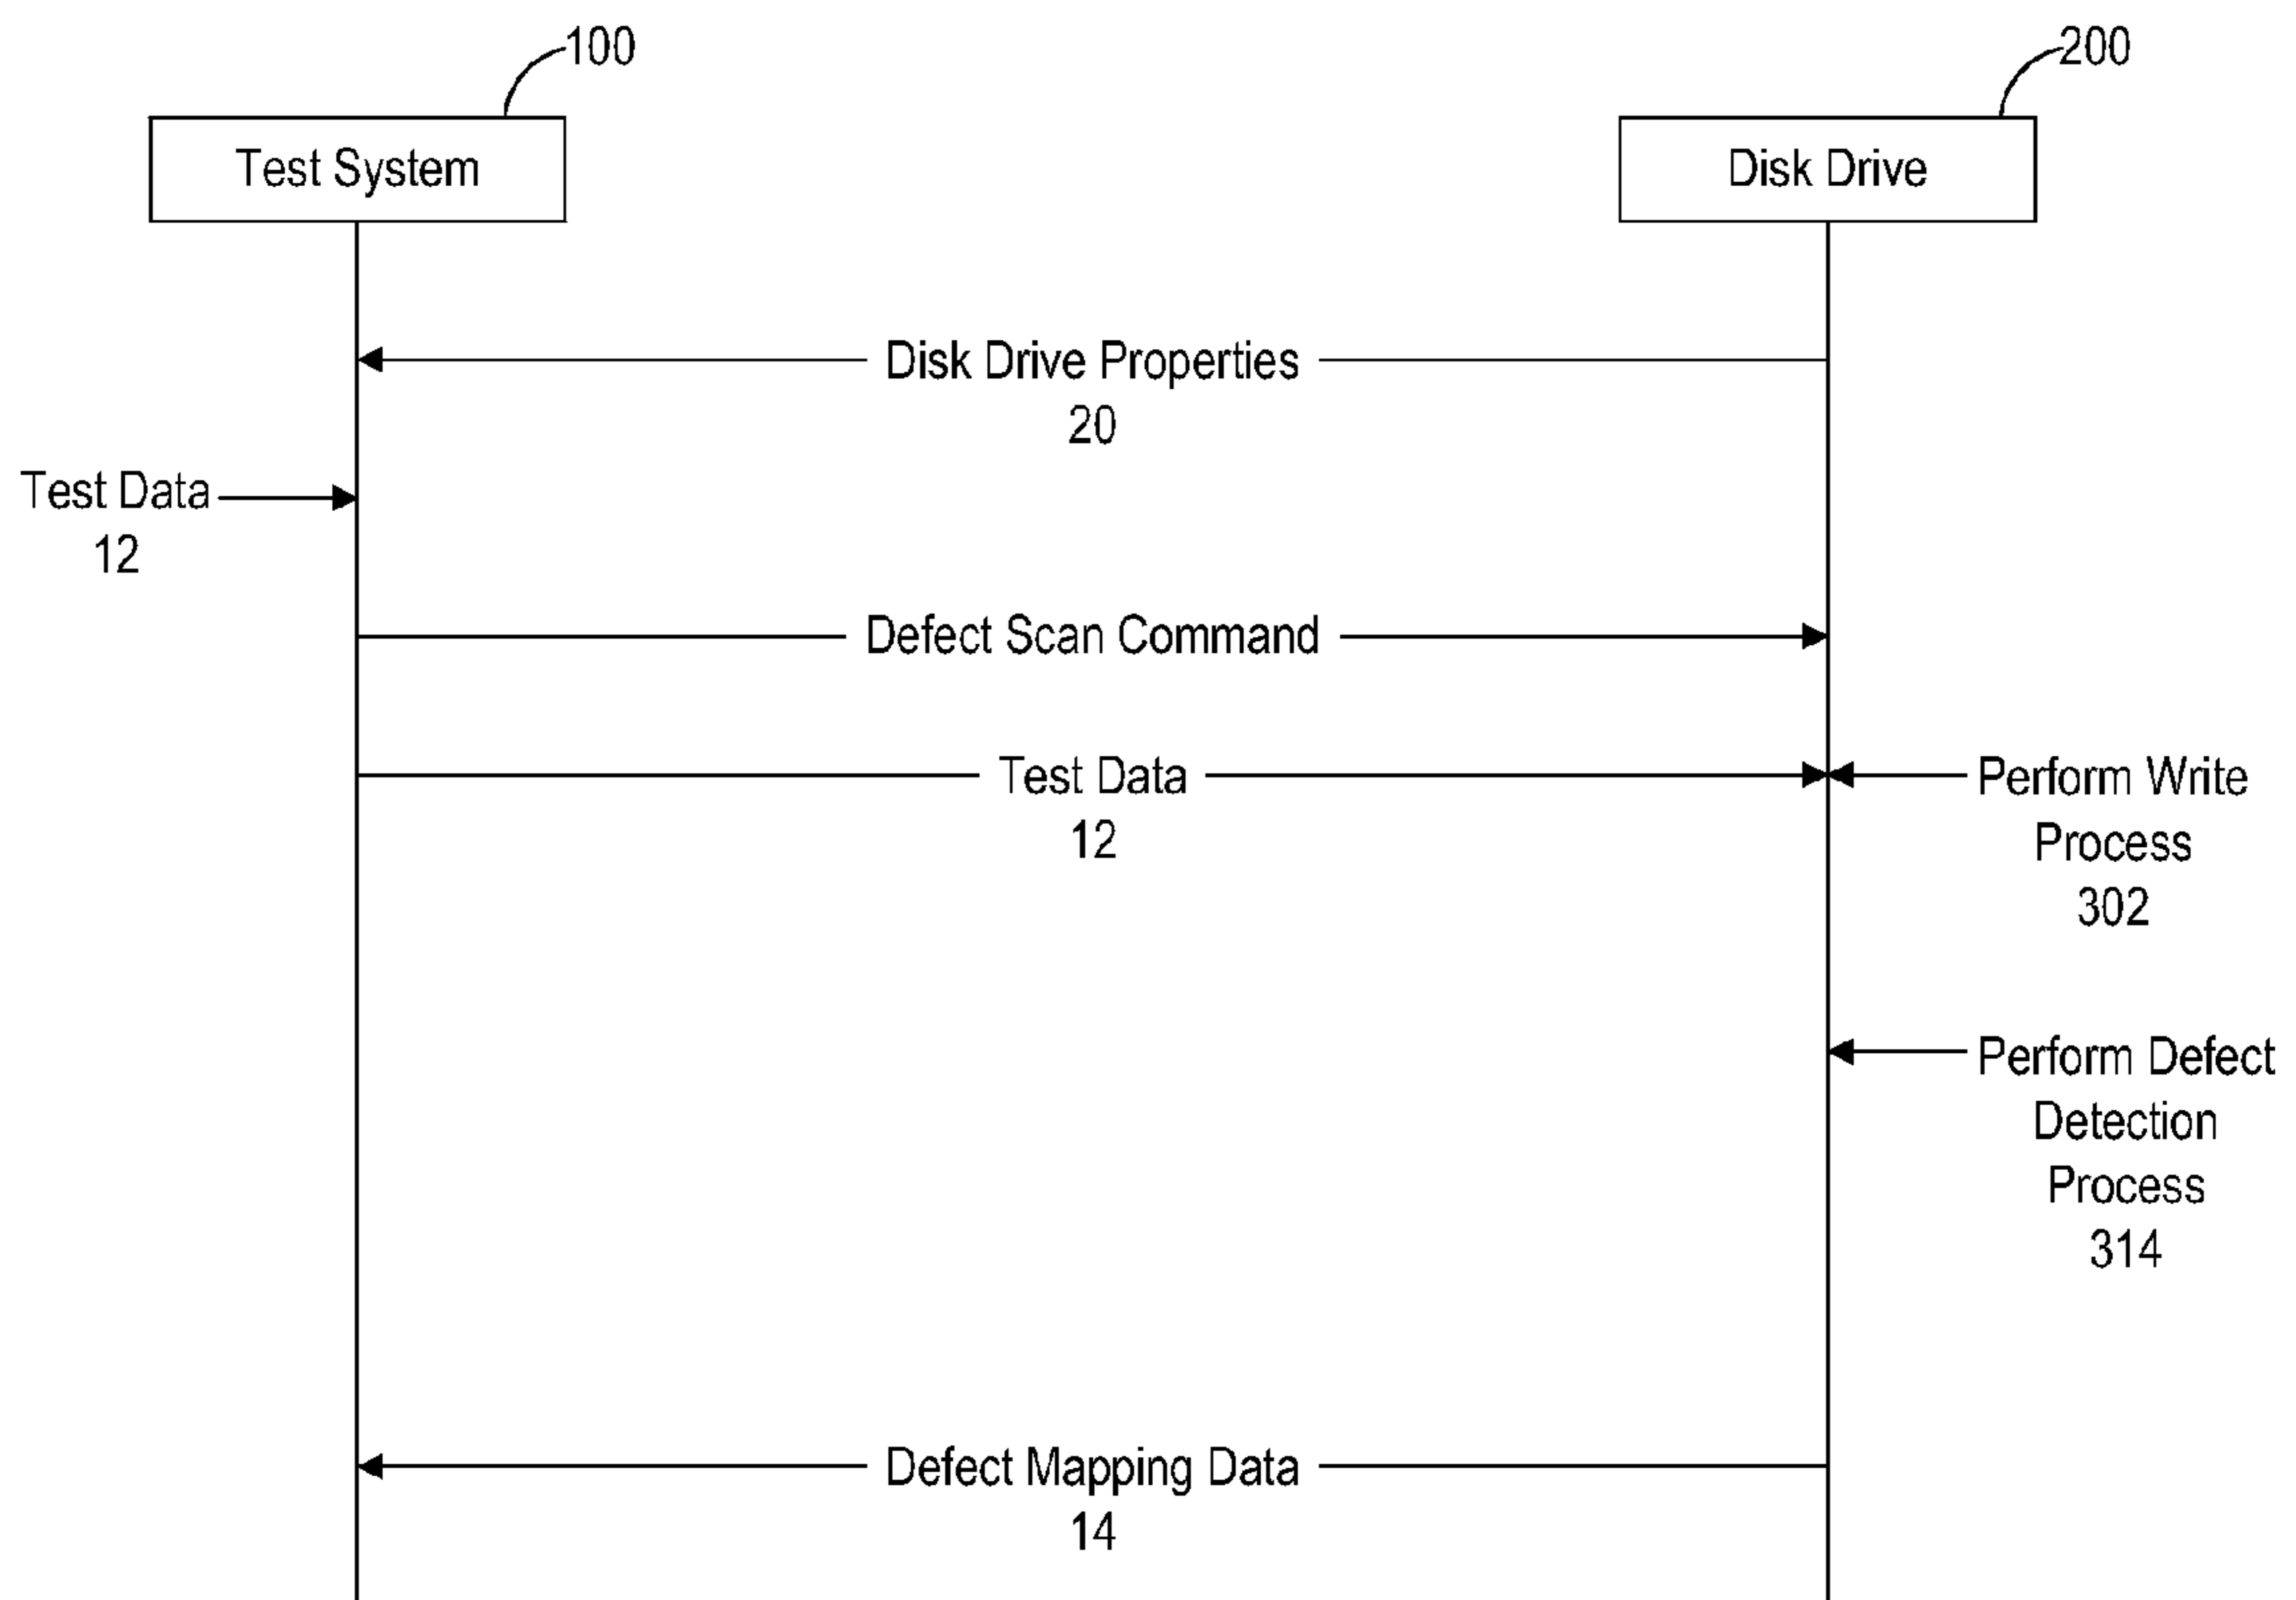 100
200
Test System
Disk Drive
Disk Drive Properties
20
Test Data
12
Defect Scan Command
Test Data
12
Perform Write
Process
302
Perform Defect
Detection
Process
314
Defect Mapping Data
14